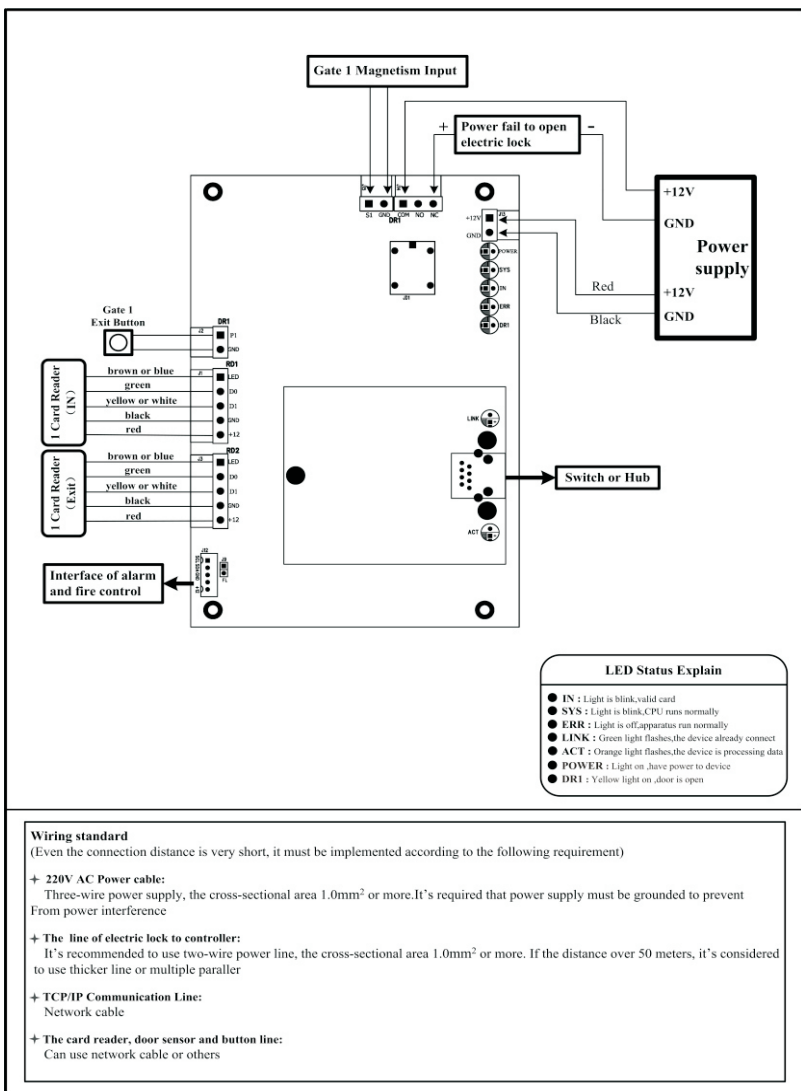 Gate 1 Magnetism Input
+
Power fail to open
electric lock
-
+12V
GND
Power
supply
+12V
GND
Red
Black
S1 GND
COM NO NC
DR1
+12V
GND
POWER
SYS
IN
ERR
DR1
Gate 1
Exit Button
DR1
P1
GND
1 Card Reader
(IN)
brown or blue
green
yellow or white
black
red
RD1
LED
D0
D1
GND
+12
1 Card Reader
(Exit)
brown or blue
green
yellow or white
black
red
RD2
LED
D0
D1
GND
+12
LINK
ACT
Switch or Hub
Interface of alarm
and fire control
LED Status Explain
● IN : Light is blink,valid card
● SYS : Light is blink,CPU runs normally
● ERR : Light is off,apparatus run normally
● LINK : Green light flashes,the device already connect
● ACT : Orange light flashes,the device is processing data
● POWER : Light on ,have power to device
● DR1 : Yellow light on ,door is open
Wiring standard
(Even the connection distance is very short, it must be implemented according to the following requirement)
220V AC Power cable:
Three-wire power supply, the cross-sectional area 1.0mm² or more.It's required that power supply must be grounded to prevent
From power interference
The line of electric lock to controller:
It's recommended to use two-wire power line, the cross-sectional area 1.0mm² or more. If the distance over 50 meters, it's considered
to use thicker line or multiple paraller
TCP/IP Communication Line:
Network cable
The card reader, door sensor and button line:
Can use network cable or others